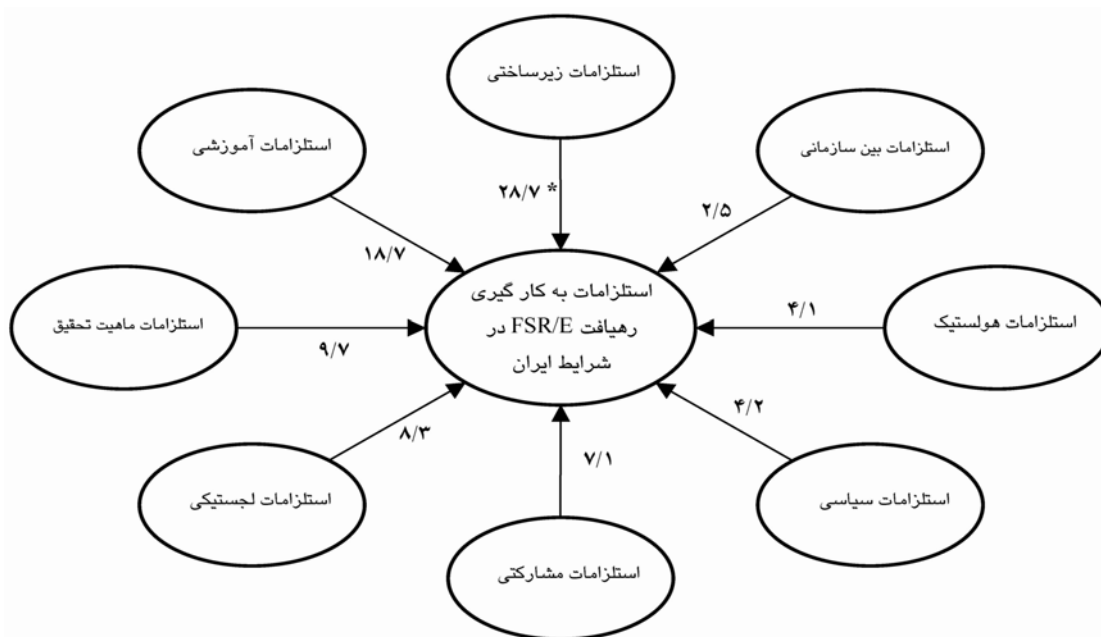 استلزامات زیرساختی
استلزامات آموزشی
استلزامات بین سازمانی
۲۸/۷ *
۲/۵
۱۸/۷
استلزامات به کار گیری
رهیافت FSR/E در
شرایط ایران
استلزامات ماهیت تحقیق
۹/۷
استلزامات هولستیک
۴/۱
۸/۳
۴/۲
۷/۱
استلزامات لجستیکی
استلزامات سیاسی
استلزامات مشارکتی